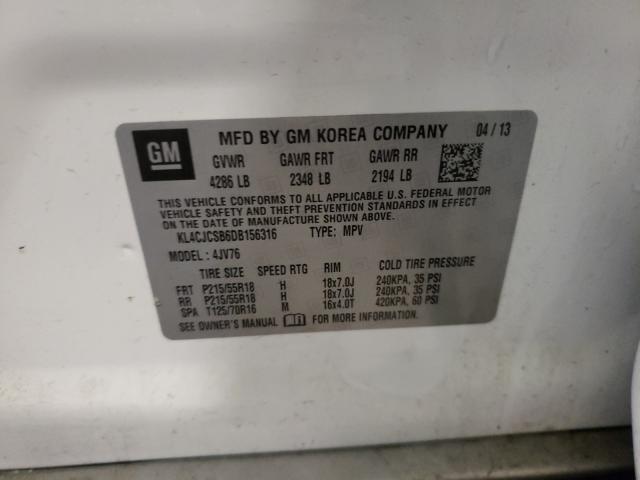 GM
MFD BY GM KOREA COMPANY 04 / 13
GVWR GAWR FRT GAWR RR
4286 LB 2348 LB 2194 LB
THIS VEHICLE CONFORMS TO ALL APPLICABLE U.S. FEDERAL MOTOR
VEHICLE SAFETY AND THEFT PREVENTION STANDARDS IN EFFECT
ON THE DATE OF MANUFACTURE SHOWN ABOVE.
KL4CJCSB6DB156316 TYPE: MPV
MODEL : 4JV76
TIRE SIZE SPEED RTG RIM COLD TIRE PRESSURE
FRT P215/55R18 H 18x7.0J 240KPA, 35 PSI
RR P215/55R18 H 18x7.0J 240KPA, 35 PSI
SPA T125/70R16 M 16x4.0T 420KPA, 60 PSI
SEE OWNER'S MANUAL FOR MORE INFORMATION.